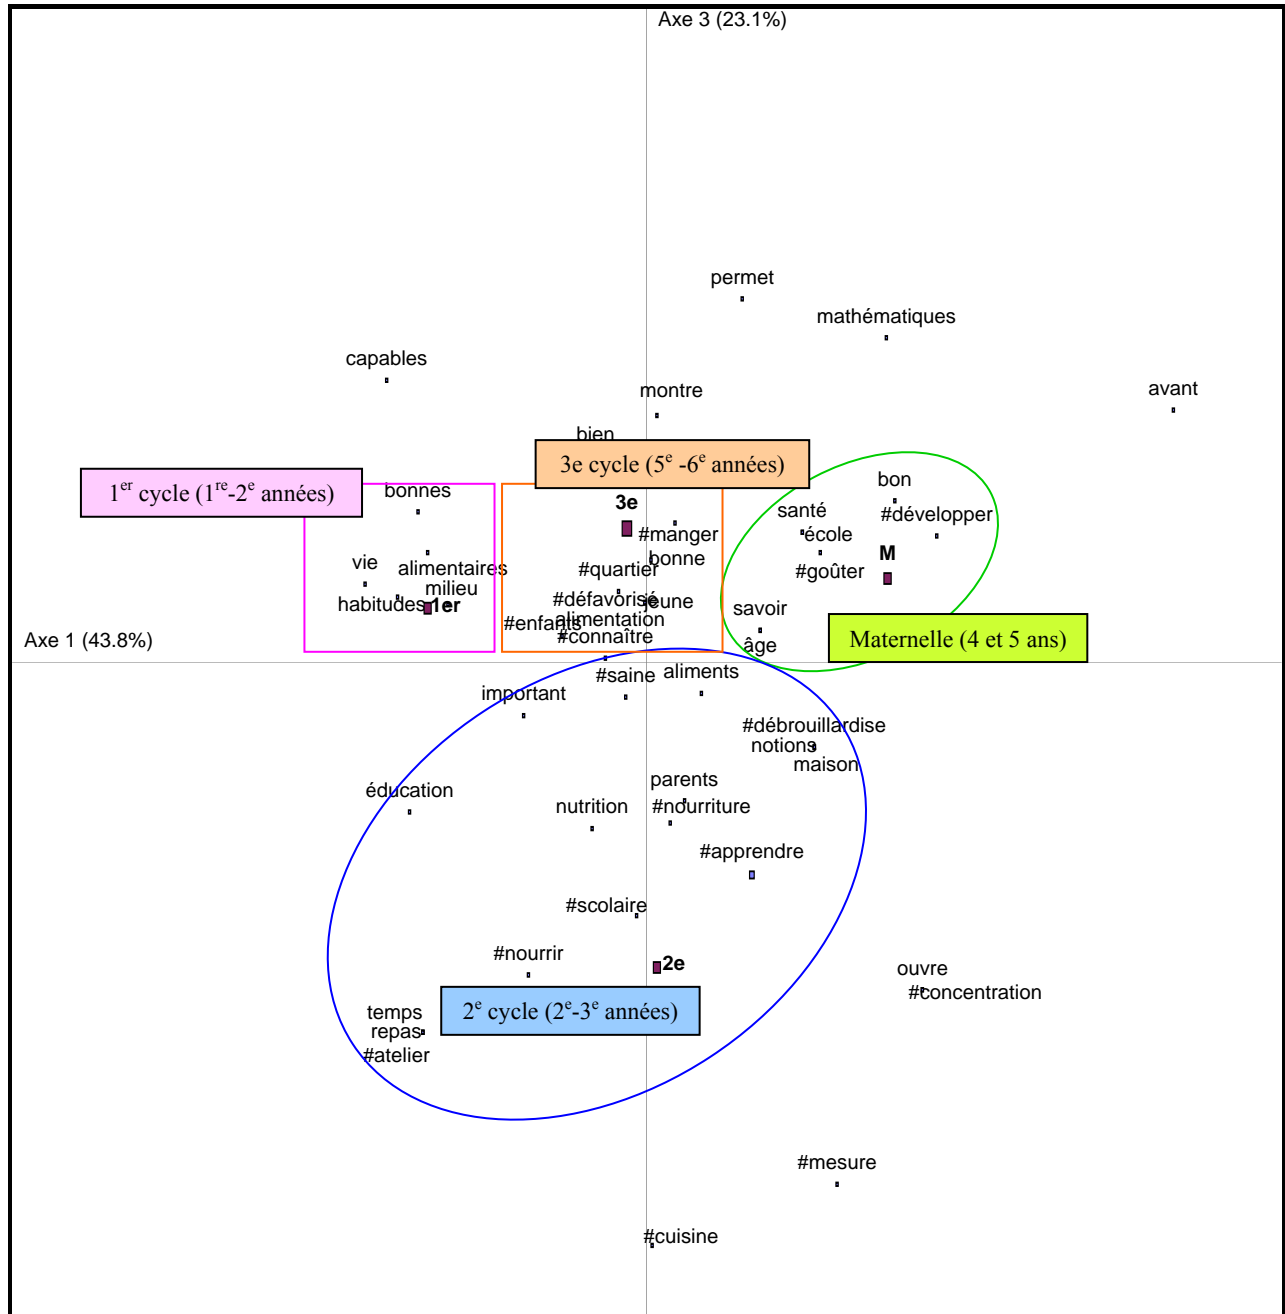 Axe 3 (23.1%)
permet
mathématiques
capables
avant
montre
bien
3e cycle (5e -6e années)
1er cycle (1re-2e années)
bon
bonnes
3e
santé
#développer
#manger
école
M
bonne
vie
alimentaires
#quartier
#goûter
milieu
habitudes
1er
#défavorisé
jeune
savoir
#enfants
alimentation
#connaître
Axe 1 (43.8%)
âge
Maternelle (4 et 5 ans)
#saine
aliments
important
#débrouillardise
notions
maison
éducation
parents
nutrition
#nourriture
#apprendre
#scolaire
#nourrir
2e
ouvre
#concentration
temps
2e cycle (2e-3e années)
repas
#atelier
#mesure
#cuisine